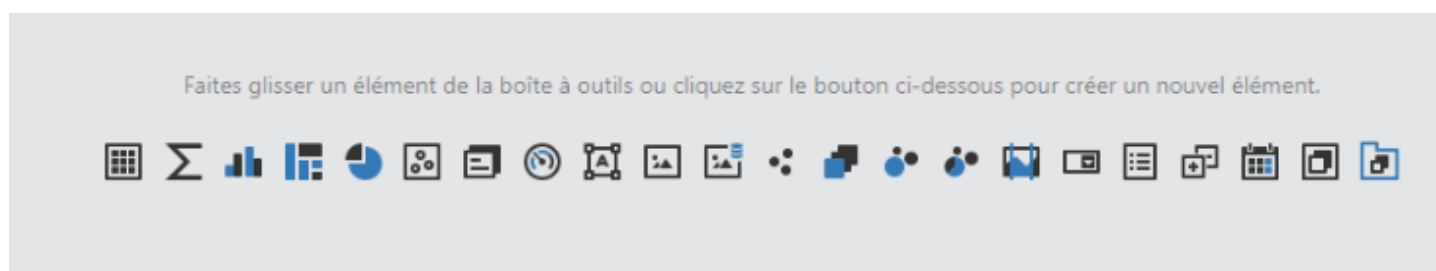 Faites glisser un élément de la boîte à outils ou cliquez sur le bouton ci-dessous pour créer un nouvel élément.